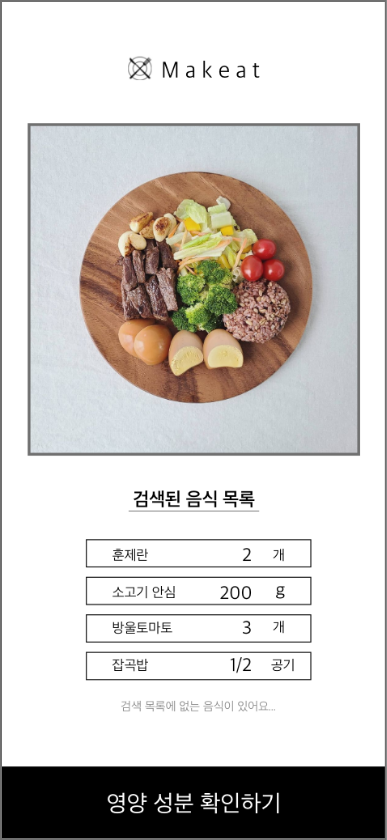 Makeat
검색된 음식 목록
훈제란 2 개
소고기 안심 200 g
방울토마토 3 개
잡곡밥 1/2 공기
검색 목록에 없는 음식이 있어요...
영양 성분 확인하기